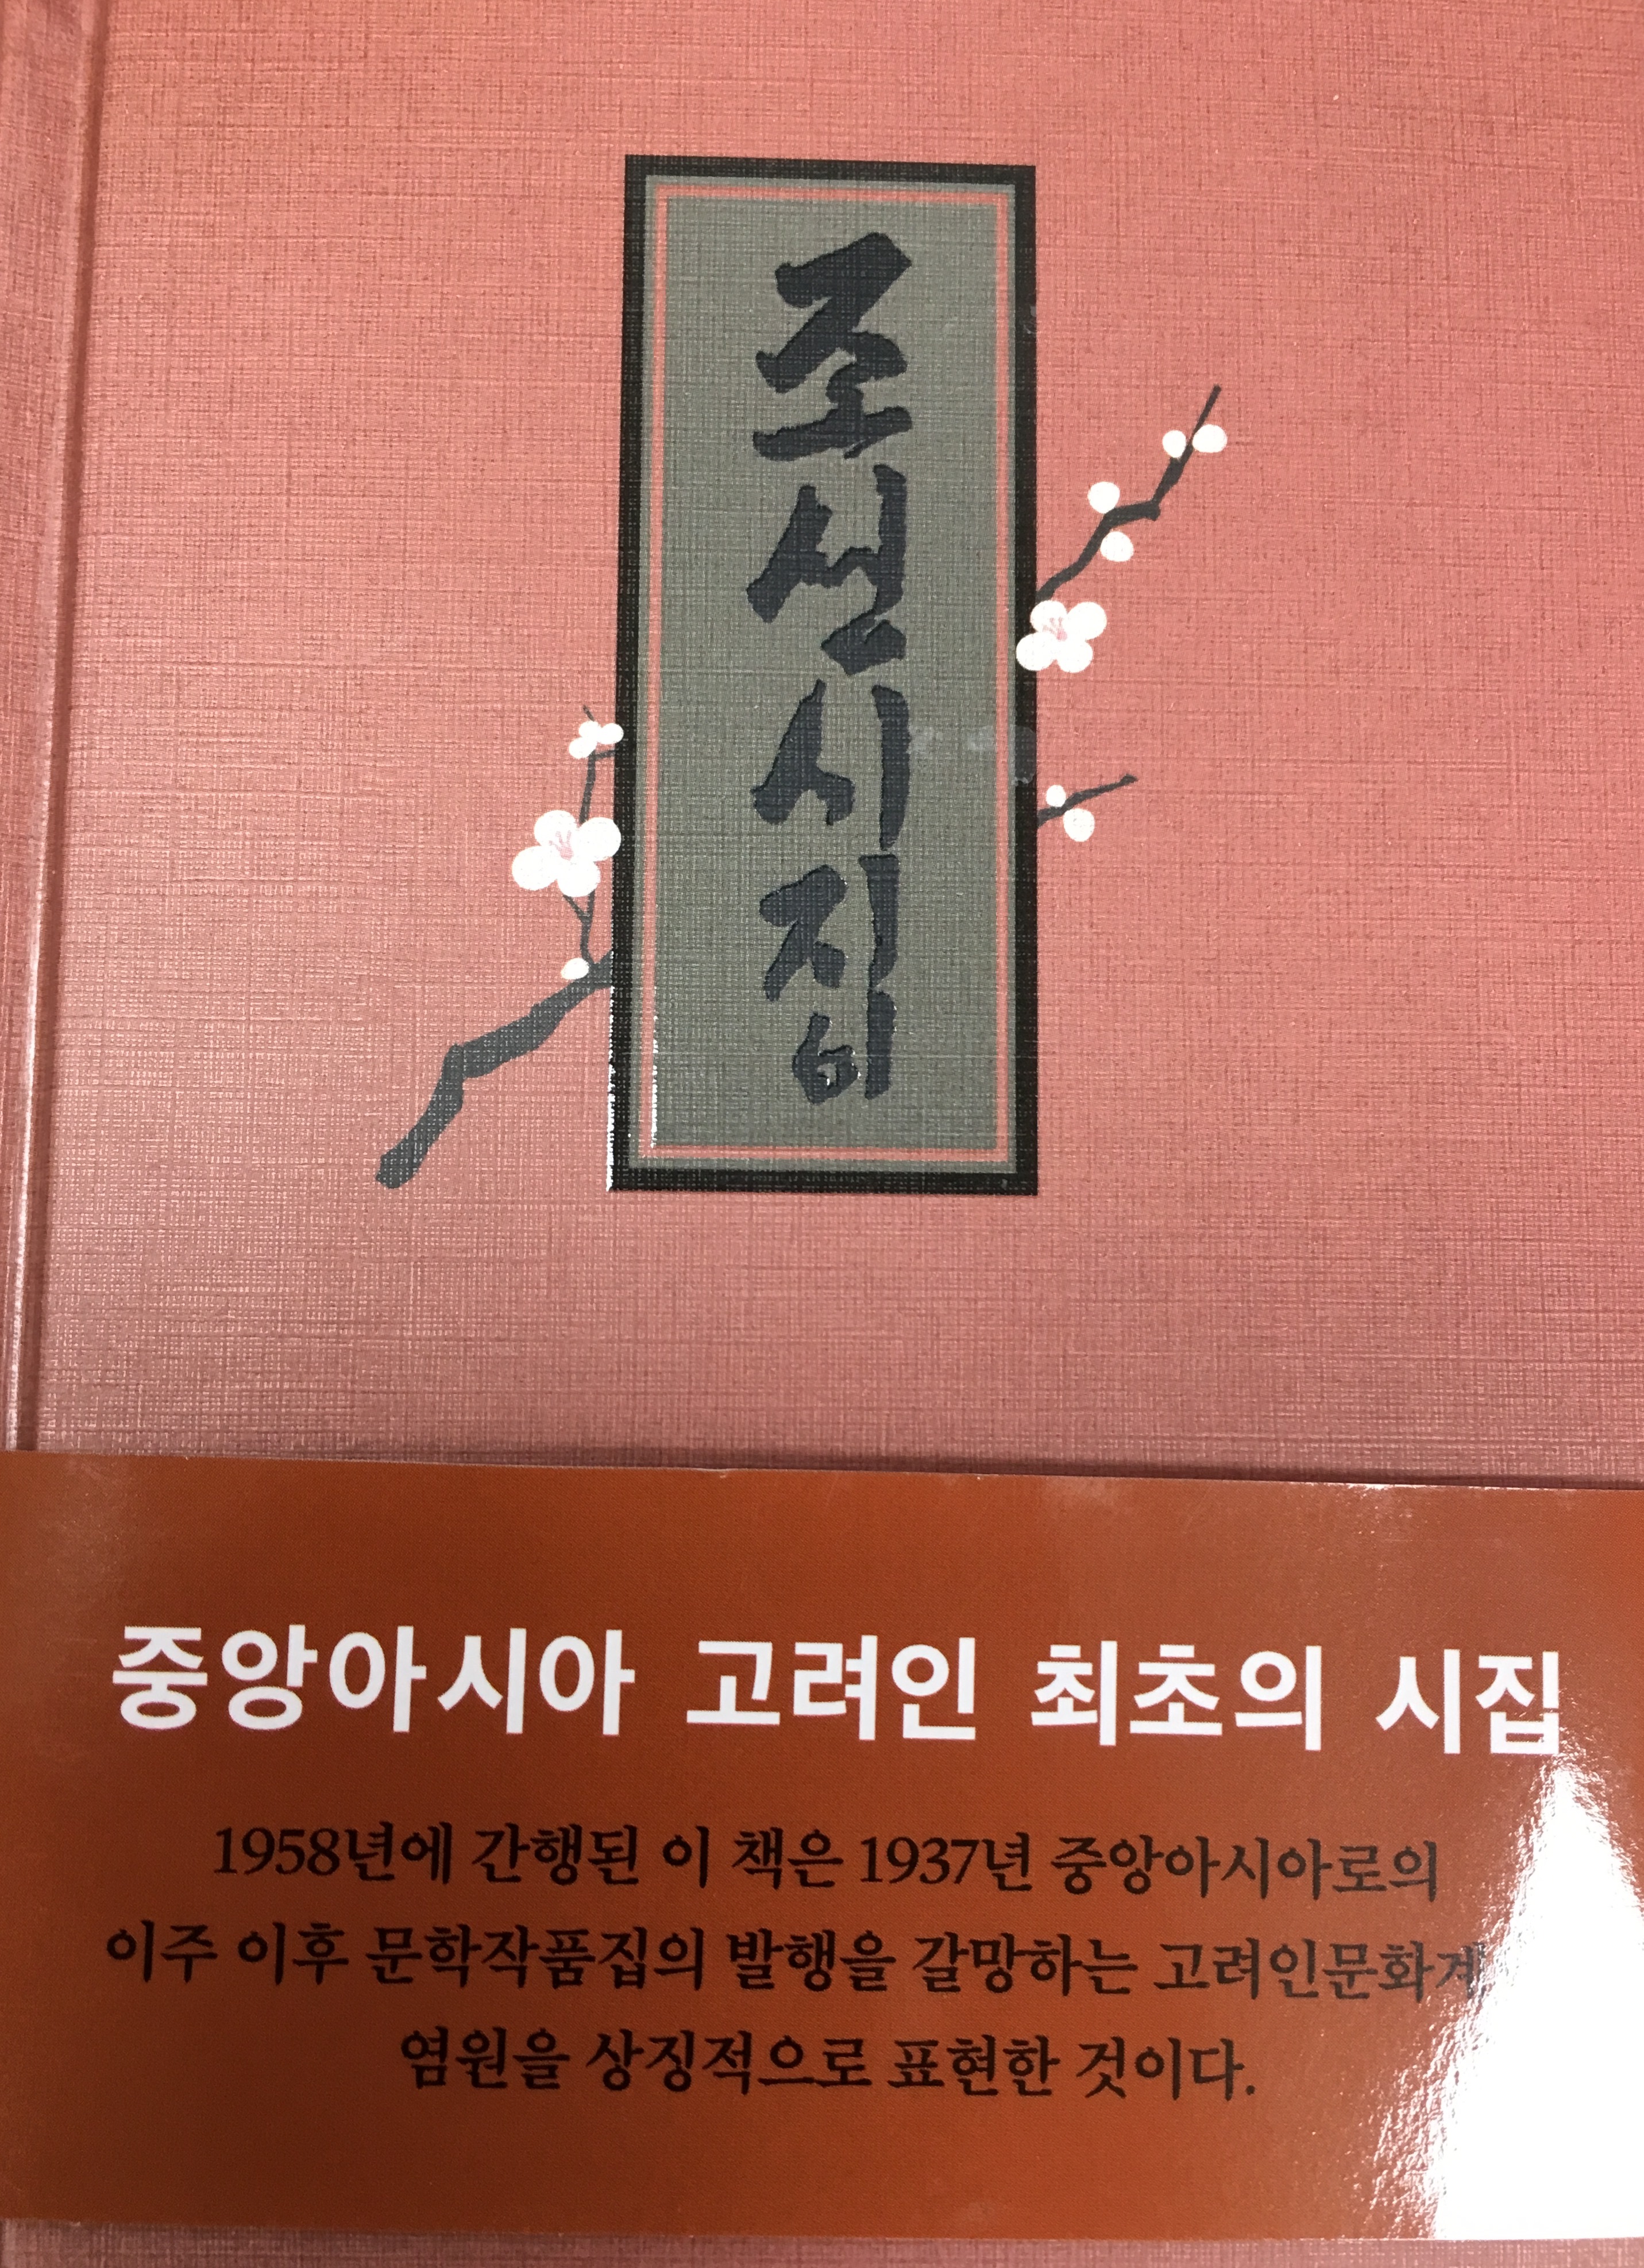 조선시집
중앙아시아 고려인 최초의 시집
1958년에 간행된 이 책은 1937년 중앙아시아로의
이주 이후 문학작품집의 발행을 갈망하는 고려인문화계
염원을 상징적으로 표현한 것이다.